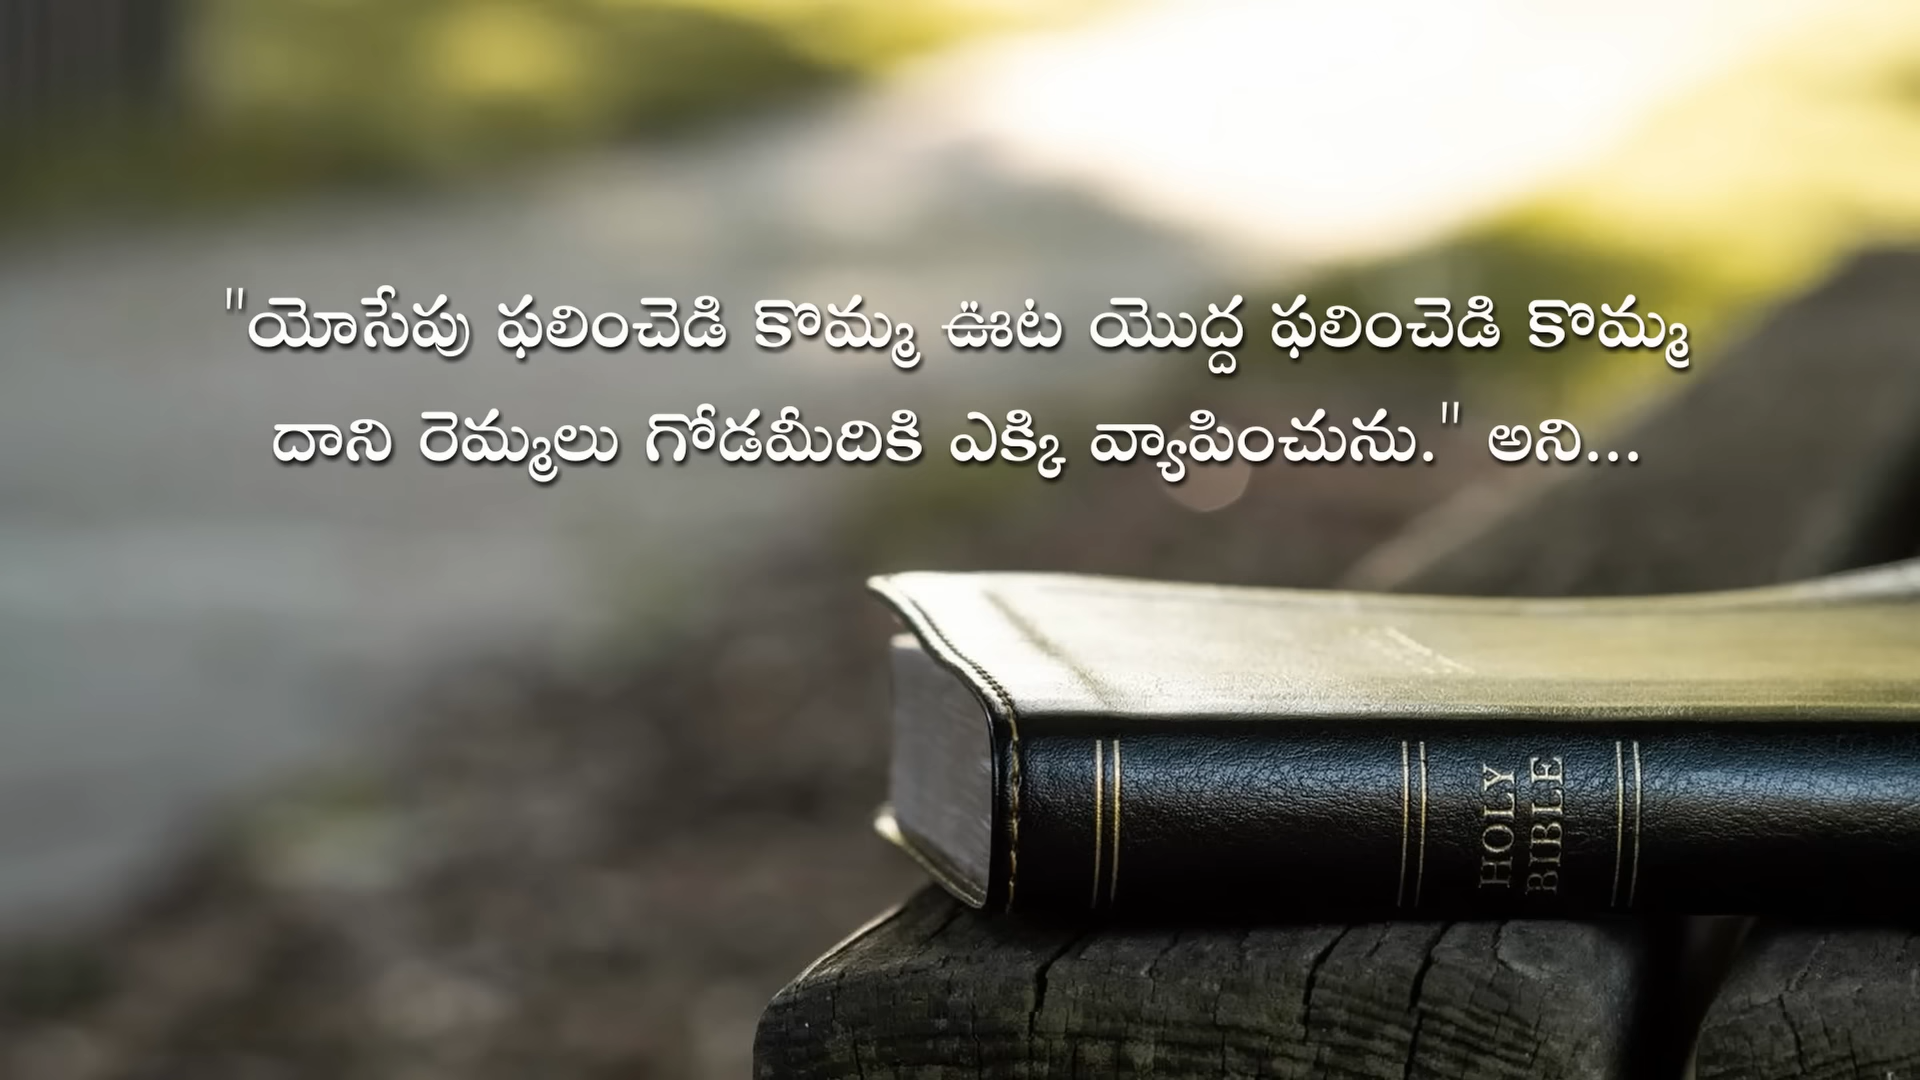 "యోసేపు ఫలించెడి కొమ్మ ఊట యొద్ద ఫలించెడి కొమ్మ
దాని రెమ్మలు గోడమీదికి ఎక్కి వ్యాపించును." అని...
HOLY
BIBLE